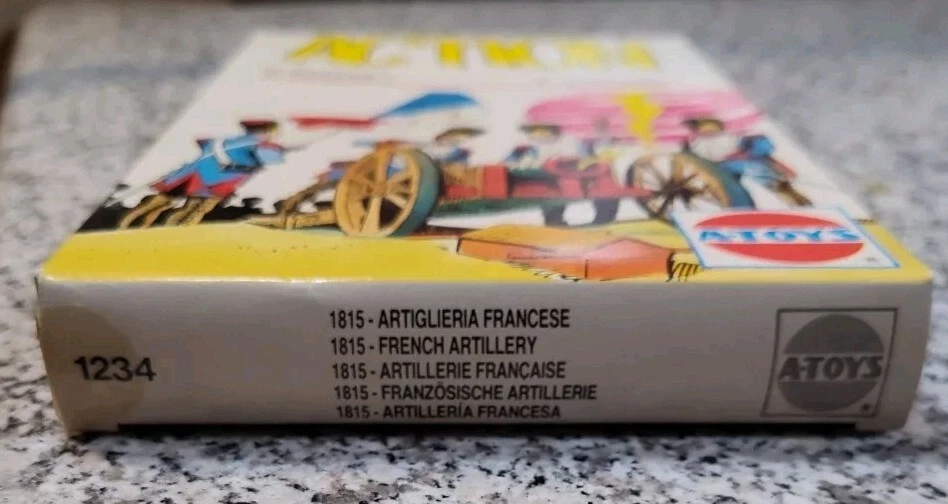 A-TOYS
®
1234
1815 - ARTIGLIERIA FRANCESE
1815 - FRENCH ARTILLERY
1815 - ARTILLERIE FRANÇAISE
1815 - FRANZÖSISCHE ARTILLERIE
1815 - ARTILLERÍA FRANCESA
A-TOYS
®